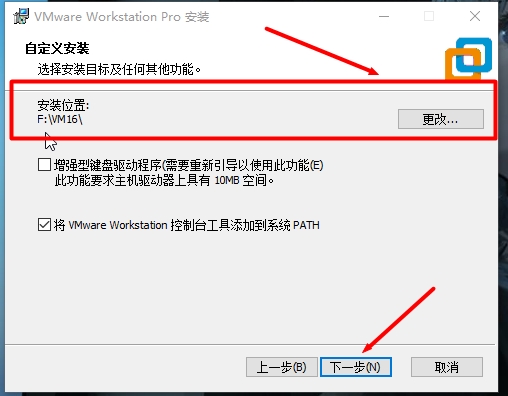 VMware Workstation Pro 安装
自定义安装
选择安装目标及任何其他功能。
安装位置:
F:\VM16\
更改...
增强型键盘驱动程序(需要重新引导以使用此功能(E)
此功能要求主机驱动器上具有 10MB 空间。
将 VMware Workstation 控制台工具添加到系统 PATH
上一步(B)
下一步(N)
取消